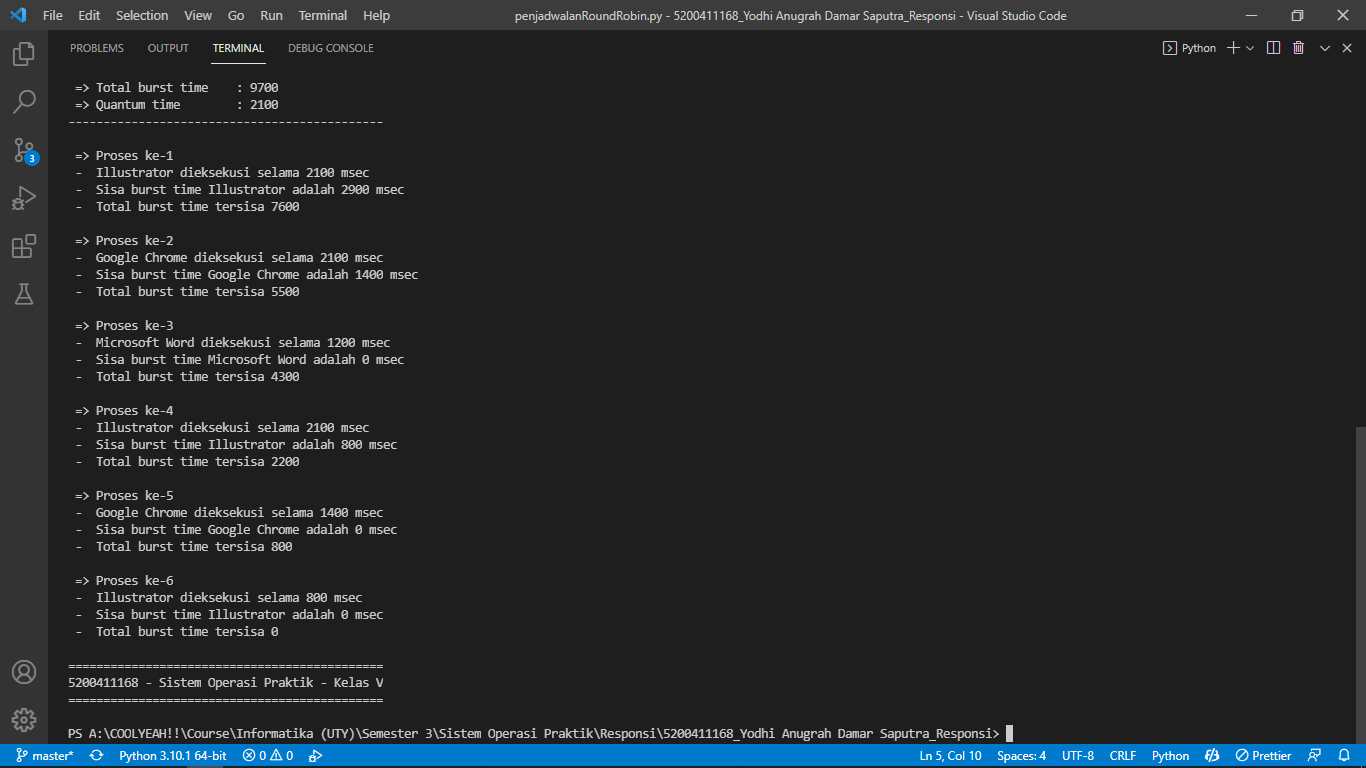 File Edit Selection View Go Run Terminal Help penjadwalanRoundRobin.py - 5200411168_Yodhi Anugrah Damar Saputra_Responsi - Visual Studio Code
PROBLEMS OUTPUT TERMINAL DEBUG CONSOLE Python
=> Total burst time    : 9700
=> Quantum time        : 2100
---------------------------------------------
=> Proses ke-1
-  Illustrator dieksekusi selama 2100 msec
-  Sisa burst time Illustrator adalah 2900 msec
-  Total burst time tersisa 7600
=> Proses ke-2
-  Google Chrome dieksekusi selama 2100 msec
-  Sisa burst time Google Chrome adalah 1400 msec
-  Total burst time tersisa 5500
=> Proses ke-3
-  Microsoft Word dieksekusi selama 1200 msec
-  Sisa burst time Microsoft Word adalah 0 msec
-  Total burst time tersisa 4300
=> Proses ke-4
-  Illustrator dieksekusi selama 2100 msec
-  Sisa burst time Illustrator adalah 800 msec
-  Total burst time tersisa 2200
=> Proses ke-5
-  Google Chrome dieksekusi selama 1400 msec
-  Sisa burst time Google Chrome adalah 0 msec
-  Total burst time tersisa 800
=> Proses ke-6
-  Illustrator dieksekusi selama 800 msec
-  Sisa burst time Illustrator adalah 0 msec
-  Total burst time tersisa 0
=============================================
5200411168 - Sistem Operasi Praktik - Kelas V
=============================================
PS A:\COOLYEAH!!\Course\Informatika (UTY)\Semester 3\Sistem Operasi Praktik\Responsi\5200411168_Yodhi Anugrah Damar Saputra_Responsi>
3
master* Python 3.10.1 64-bit 0 0 Ln 5, Col 10 Spaces: 4 UTF-8 CRLF Python Prettier